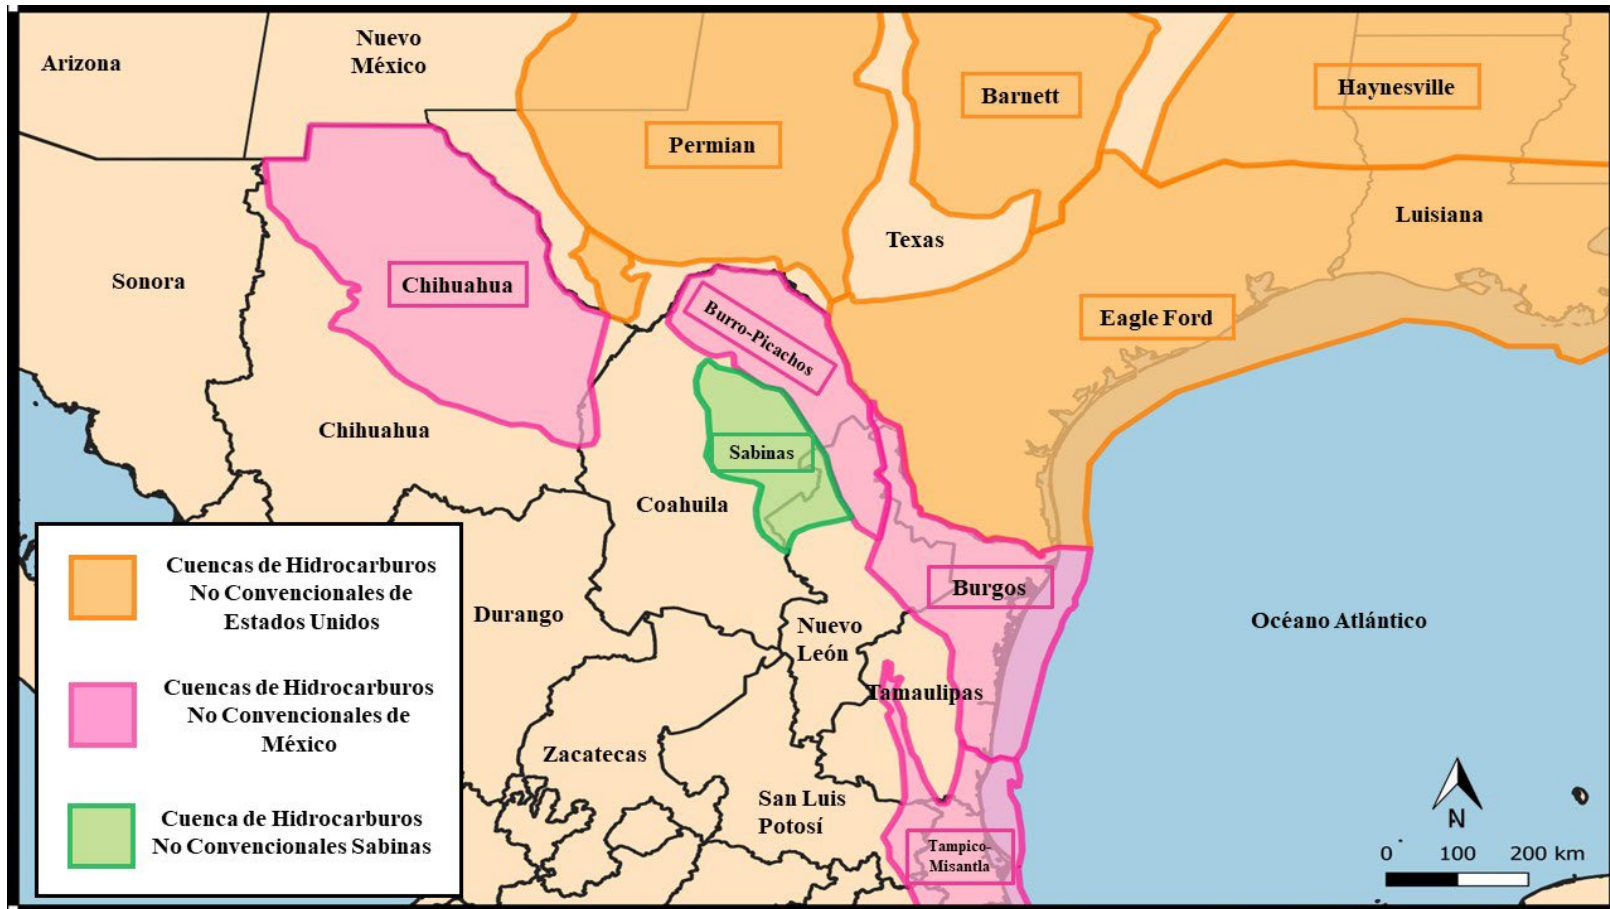 Arizona
Nuevo
México
Permian
Barnett
Haynesville
Luisiana
Texas
Sonora
Chihuahua
Burro-Picachos
Eagle Ford
Chihuahua
Sabinas
Coahuila
Burgos
Durango
Nuevo
León
Océano Atlántico
Tamaulipas
Zacatecas
San Luis
Potosí
Tampico-
Misantla
Cuencas de Hidrocarburos
No Convencionales de
Estados Unidos
Cuencas de Hidrocarburos
No Convencionales de
México
Cuenca de Hidrocarburos
No Convencionales Sabinas
N
0 100 200 km